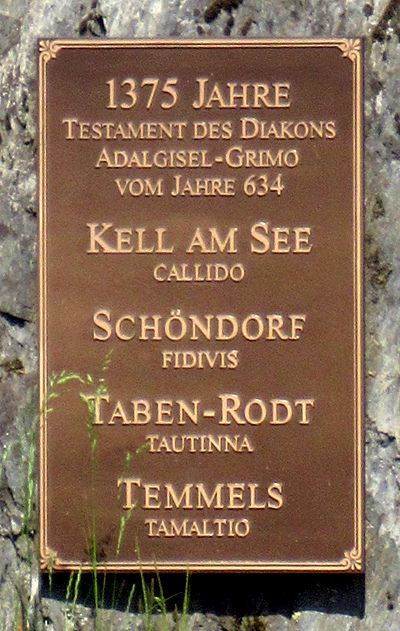 1375 JAHRE
TESTAMENT DES DIAKONS
ADALGISEL-GRIMO
VOM JAHRE 634
KELL AM SEE
CALLIDO
SCHÖNDORF
FIDIVIS
TABEN-RODT
TAUTINNA
TEMMELS
TAMALTIO